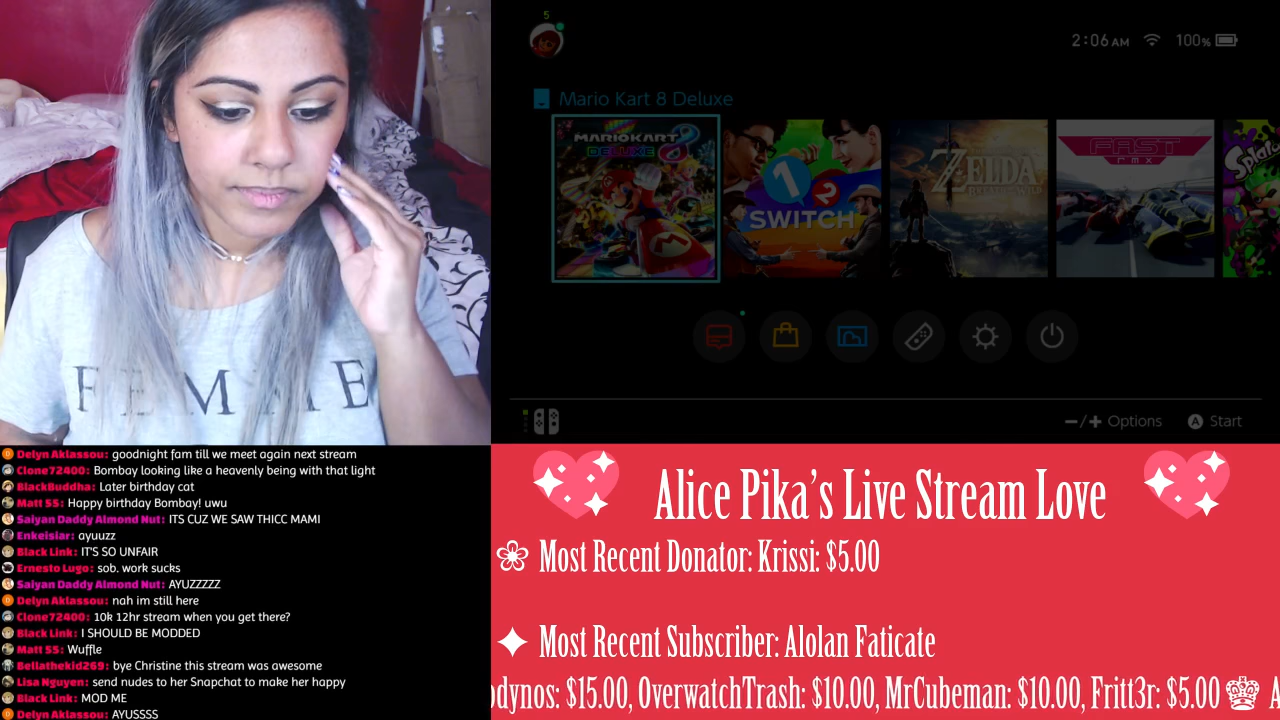 FEMME
5
2:06 AM
100%
Mario Kart 8 Deluxe
MARIOKART 8
DELUXE
1 2
SWITCH
ZELDA
FAST
RMX
-/+ Options
A Start
Delyn Aklassou: goodnight fam till we meet again next stream
Clone72400: Bombay looking like a heavenly being with that light
BlackBuddha: Later birthday cat
Matt SS: Happy birthday Bombay! uwu
Saiyan Daddy Almond Nut: ITS CUZ WE SAW THICC MAMI
Enkeislar: ayuuzz
Black Link: IT'S SO UNFAIR
Ernesto Lugo: sob. work sucks
Saiyan Daddy Almond Nut: AYUZZZZZ
Delyn Aklassou: nah im still here
Clone72400: 10k 12hr stream when you get there?
Black Link: I SHOULD BE MODDED
Matt SS: Wuffle
Bellathekid269: bye Christine this stream was awesome
Lisa Nguyen: send nudes to her Snapchat to make her happy
Black Link: MOD ME
Delyn Aklassou: AYUSSSS
Alice Pika's Live Stream Love
Most Recent Donator: Krissi: $5.00
Most Recent Subscriber: Alolan Faticate
odynos: $15.00, OverwatchTrash: $10.00, MrCubeman: $10.00, Fritt3r: $5.00 A